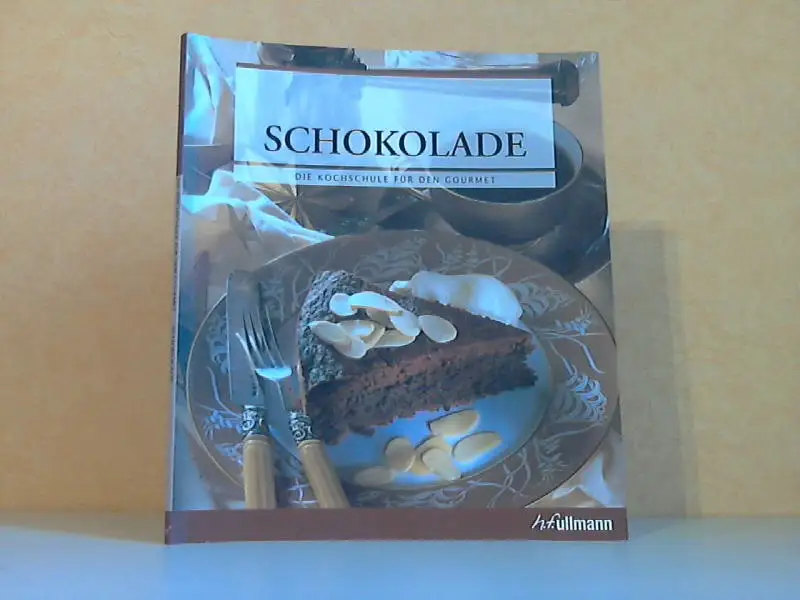 SCHOKOLADE
DIE KOCHSCHULE FÜR DEN GOURMET
h.f.ullmann